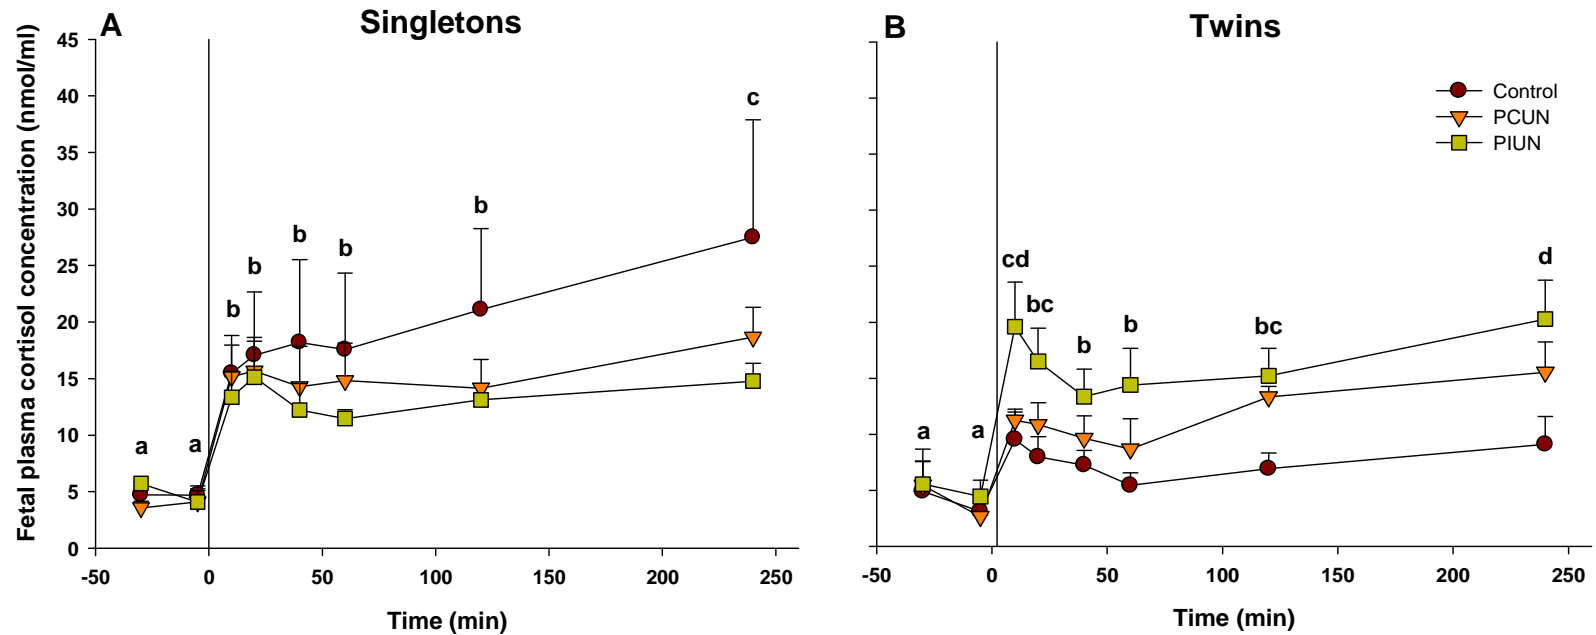 A Singletons
B Twins
Fetal plasma cortisol concentration (nmol/ml)
45
40
35
30
25
20
15
10
5
0
a a b b b b b c
-50 0 50 100 150 200 250
Time (min)
Control
PCUN
PIUN
a a cd bc b b bc d
-50 0 50 100 150 200 250
Time (min)